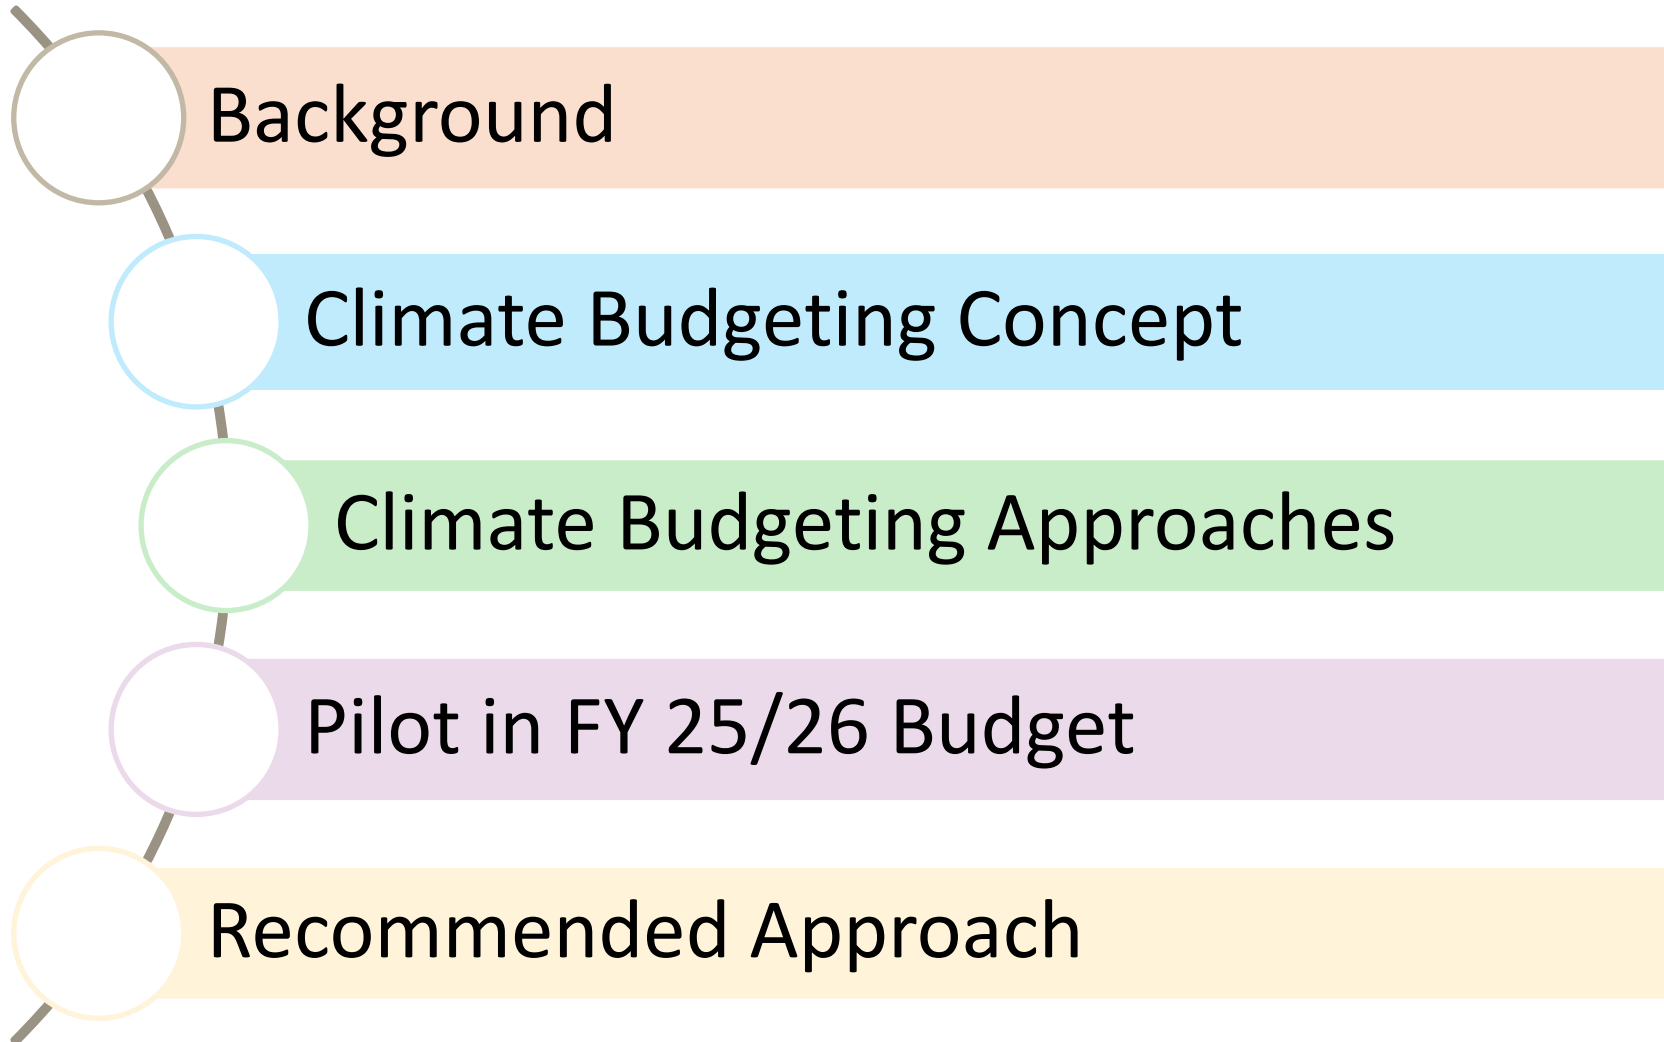 Background
Climate Budgeting Concept
Climate Budgeting Approaches
Pilot in FY 25/26 Budget
Recommended Approach